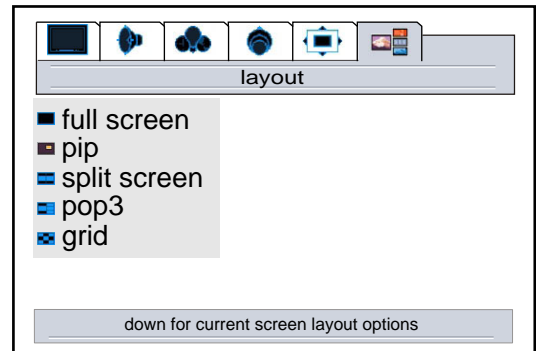 layout
full screen
pip
split screen
pop3
grid
down for current screen layout options